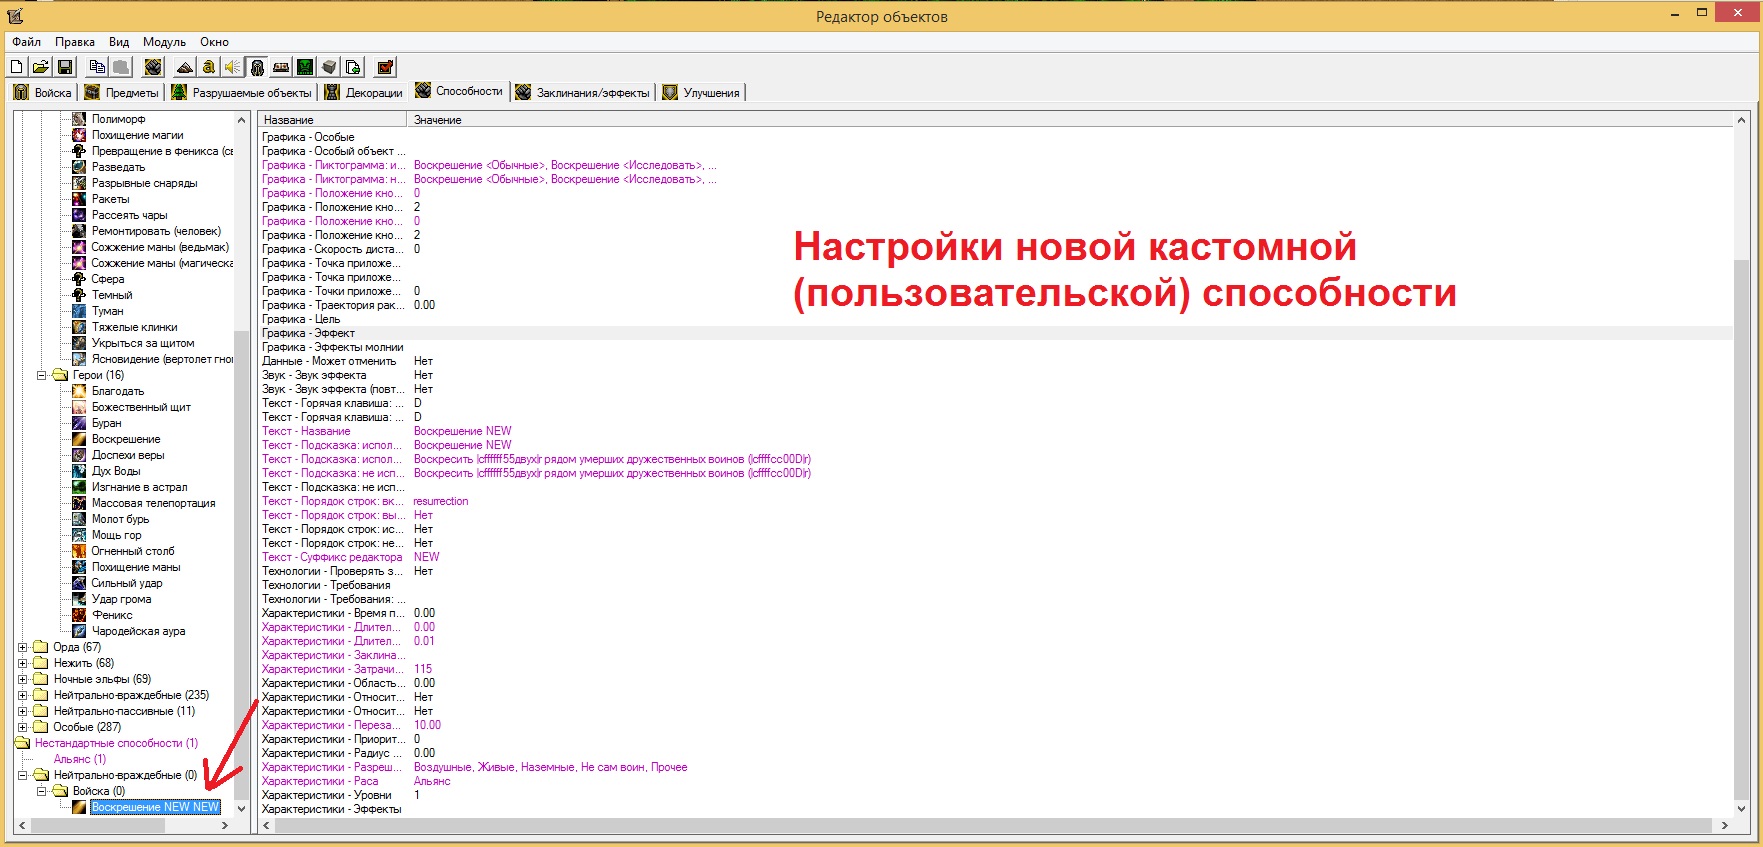 Редактор объектов
Файл Правка Вид Модуль Окно
Войска Предметы Разрушаемые объекты Декорации Способности Заклинания/эффекты Улучшения
Полиморф
Похищение магии
Превращение в феникса (св
Разведать
Разрывные снаряды
Ракеты
Рассеять чары
Ремонтировать (человек)
Сожжение маны (ведьмак)
Сожжение маны (магическа
Сфера
Темный
Туман
Тяжелые клинки
Укрыться за щитом
Ясновидение (вертолет гног
Герои (16)
Благодать
Божественный щит
Буран
Воскрешение
Доспехи веры
Дух Воды
Изгнание в астрал
Массовая телепортация
Молот бурь
Мощь гор
Огненный столб
Похищение маны
Сильный удар
Удар грома
Феникс
Чародейская аура
Орда (67)
Нежить (68)
Ночные эльфы (69)
Нейтрально-враждебные (235)
Нейтрально-пассивные (11)
Особые (287)
Нестандартные способности (1)
Альянс (1)
Нейтрально-враждебные (0)
Войска (0)
Воскрешение NEW NEW
Название Значение
Графика - Особые
Графика - Особый объект ...
Графика - Пиктограмма: и... Воскрешение <Обычные>, Воскрешение <Исследовать>, ...
Графика - Пиктограмма: н... Воскрешение <Обычные>, Воскрешение <Исследовать>, ...
Графика - Положение кно... 0
Графика - Положение кно... 2
Графика - Положение кно... 0
Графика - Положение кно... 2
Графика - Скорость диста... 0
Графика - Точка приложе...
Графика - Точка приложе...
Графика - Точки приложе... 0
Графика - Траектория рак... 0.00
Графика - Цель
Графика - Эффект
Графика - Эффекты молнии
Данные - Может отменить Нет
Звук - Звук эффекта Нет
Звук - Звук эффекта (повт... Нет
Текст - Горячая клавиша: ... D
Текст - Горячая клавиша: ... D
Текст - Название Воскрешение NEW
Текст - Подсказка: испол... Воскрешение NEW
Текст - Подсказка: испол... Воскресить |cffffff55двух|r рядом умерших дружественных воинов (|cffffcc00D|r)
Текст - Подсказка: не исп... Воскресить |cffffff55двух|r рядом умерших дружественных воинов (|cffffcc00D|r)
Текст - Подсказка: не исп...
Текст - Порядок строк: вк... resurrection
Текст - Порядок строк: вы... Нет
Текст - Порядок строк: ис... Нет
Текст - Порядок строк: не... Нет
Текст - Суффикс редактора NEW
Технологии - Проверять з... Нет
Технологии - Требования
Технологии - Требования: ...
Характеристики - Время п... 0.00
Характеристики - Длител... 0.00
Характеристики - Длител... 0.01
Характеристики - Заклина...
Характеристики - Затрачи... 115
Характеристики - Область... 0.00
Характеристики - Относит... Нет
Характеристики - Относит... Нет
Характеристики - Переза... 10.00
Характеристики - Приорит... 0
Характеристики - Радиус ... 0.00
Характеристики - Разреш... Воздушные, Живые, Наземные, Не сам воин, Прочее
Характеристики - Раса Альянс
Характеристики - Уровни 1
Характеристики - Эффекты
Настройки новой кастомной
(пользовательской) способности